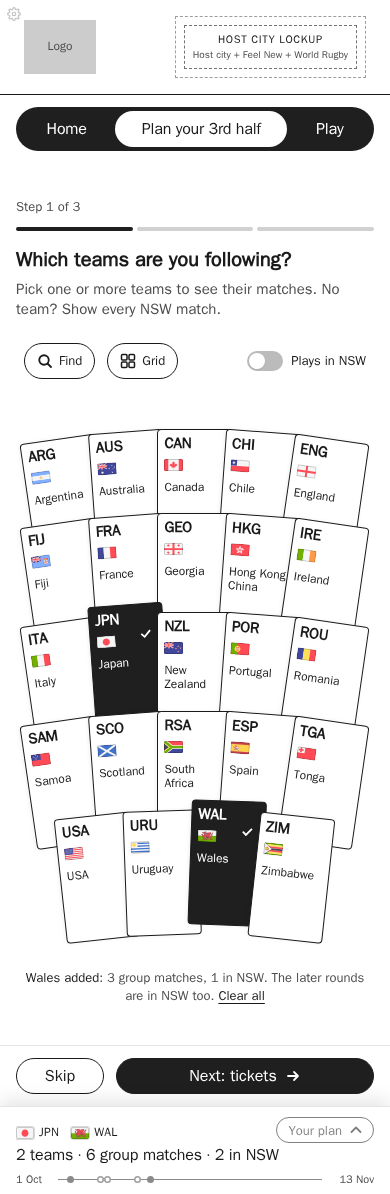 Logo
HOST CITY LOCKUP
Host city + Feel New + World Rugby
Home
Plan your 3rd half
Play
Step 1 of 3
Which teams are you following?
Pick one or more teams to see their matches. No
team? Show every NSW match.
Find
Grid
Plays in NSW
ARG
Argentina
AUS
Australia
CAN
Canada
CHI
Chile
ENG
England
FIJ
Fiji
FRA
France
GEO
Georgia
HKG
Hong Kong
China
IRE
Ireland
ITA
Italy
JPN
Japan
NZL
New
Zealand
POR
Portugal
ROU
Romania
SAM
Samoa
SCO
Scotland
RSA
South
Africa
ESP
Spain
TGA
Tonga
USA
USA
URU
Uruguay
WAL
Wales
ZIM
Zimbabwe
Wales added: 3 group matches, 1 in NSW. The later rounds
are in NSW too. Clear all
Skip
Next: tickets
JPN WAL
Your plan
2 teams · 6 group matches · 2 in NSW
1 Oct
13 Nov